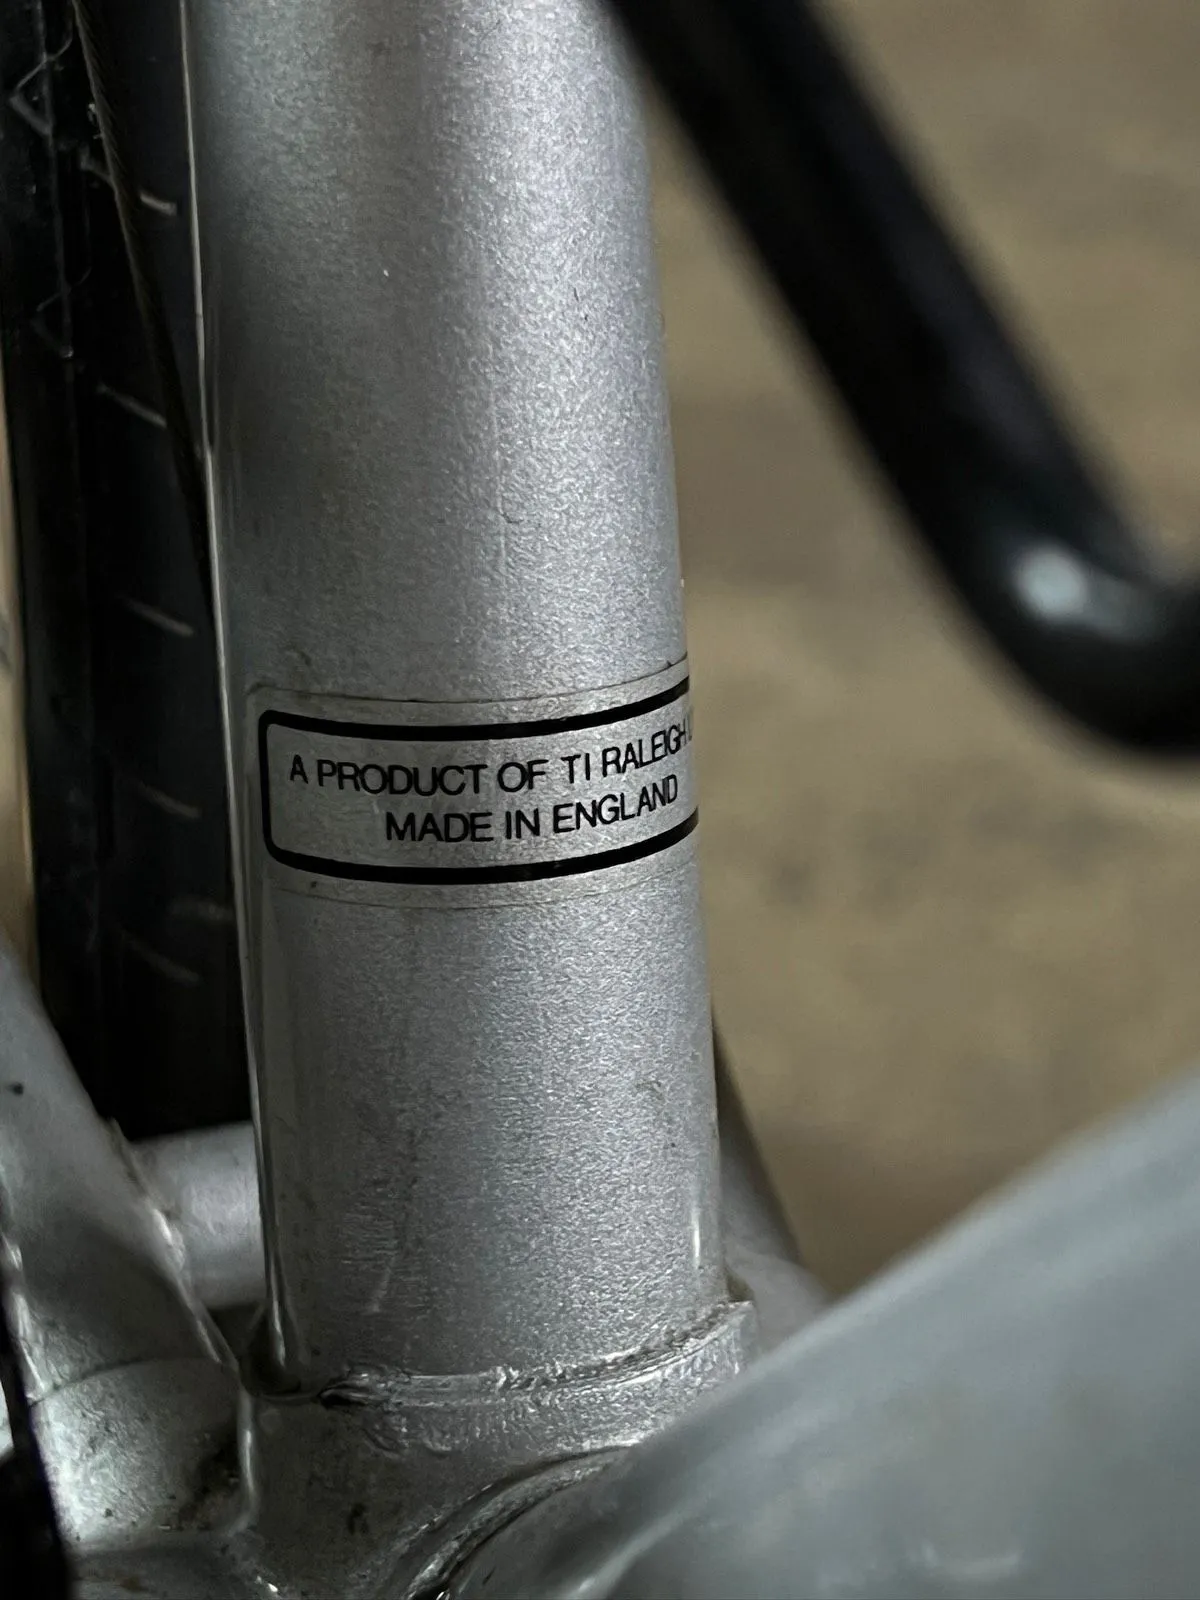 A PRODUCT OF TI RALEIGH
MADE IN ENGLAND